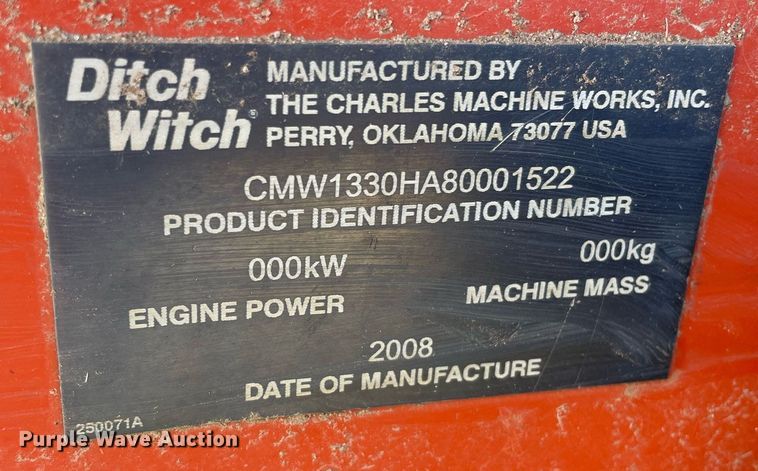 Ditch
Witch®
MANUFACTURED BY
THE CHARLES MACHINE WORKS, INC.
PERRY, OKLAHOMA 73077 USA
CMW1330HA80001522
PRODUCT IDENTIFICATION NUMBER
000kW
ENGINE POWER
000kg
MACHINE MASS
2008
DATE OF MANUFACTURE
250071A
Purple Wave Auction